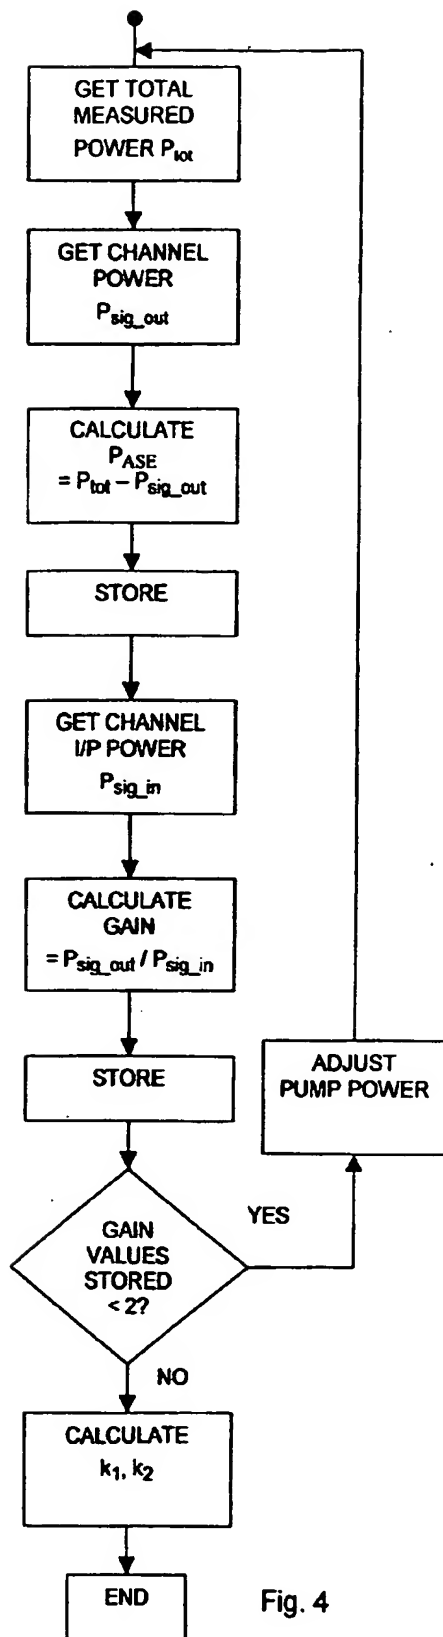 GET TOTAL
MEASURED
POWER P_tot
GET CHANNEL
POWER
P_sig_out
CALCULATE
P_ASE
= P_tot – P_sig_out
STORE
GET CHANNEL
I/P POWER
P_sig_in
CALCULATE
GAIN
= P_sig_out / P_sig_in
STORE
ADJUST
PUMP POWER
YES
GAIN
VALUES
STORED
< 2?
NO
CALCULATE
k₁, k₂
END
Fig. 4